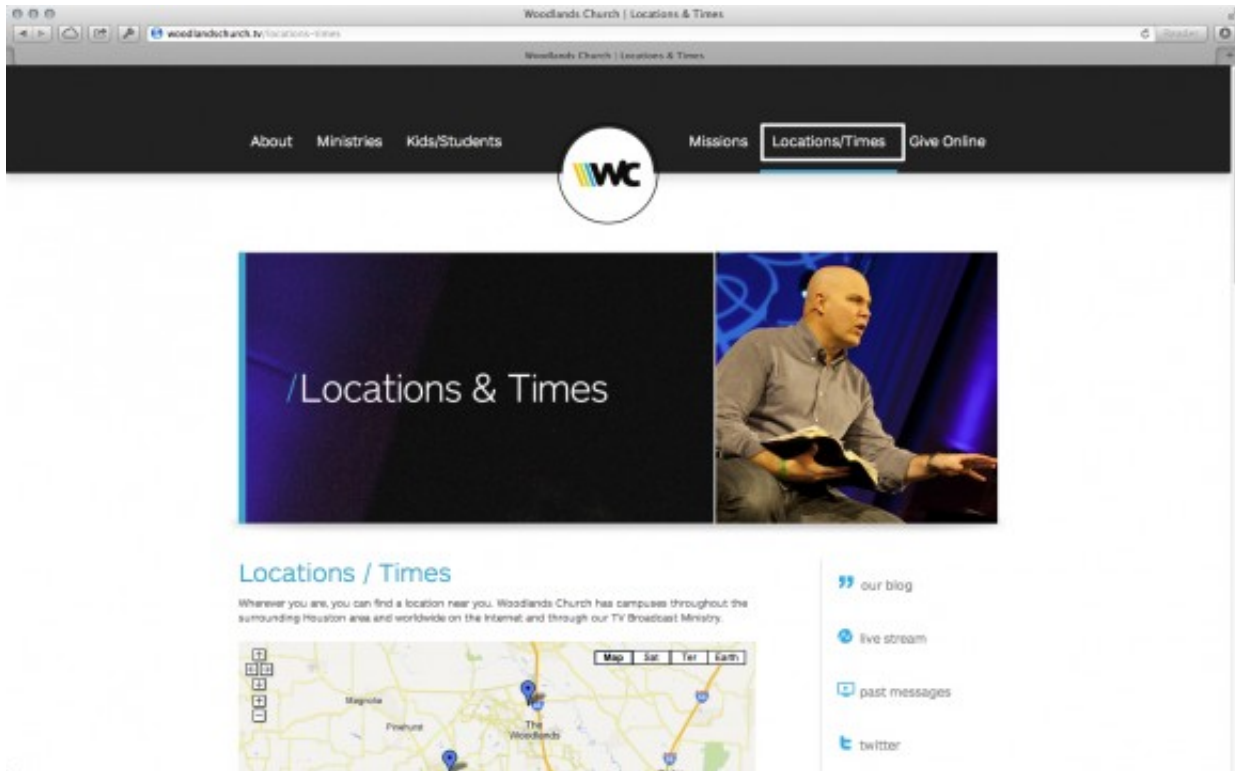 Woodlands Church | Locations & Times
woodlandschurch.tv/locations-times
Reader
Woodlands Church | Locations & Times
About Ministries Kids/Students
WC
Missions Locations/Times Give Online
/Locations & Times
Locations / Times
Wherever you are, you can find a location near you. Woodlands Church has campuses throughout the
surrounding Houston area and worldwide on the Internet and through our TV Broadcast Ministry.
Map Sat Ter Earth
Magnolia
Pinehurst
The
Woodlands
our blog
live stream
past messages
twitter